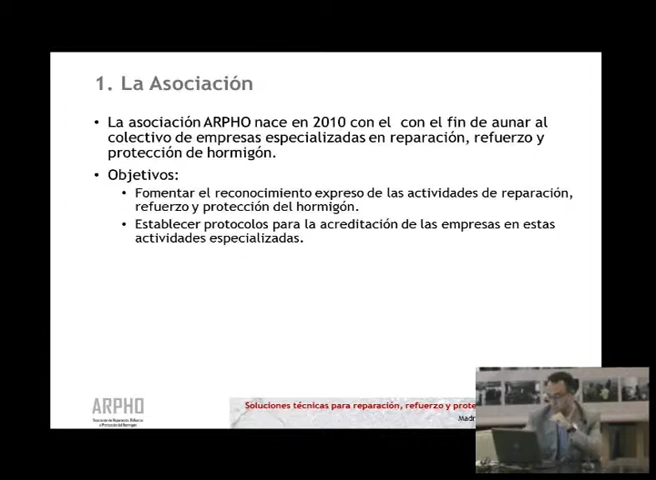 1. La Asociación
• La asociación ARPHO nace en 2010 con el con el fin de aunar al
colectivo de empresas especializadas en reparación, refuerzo y
protección de hormigón.
• Objetivos:
• Fomentar el reconocimiento expreso de las actividades de reparación,
refuerzo y protección del hormigón.
• Establecer protocolos para la acreditación de las empresas en estas
actividades especializadas.
ARPHO
Soluciones técnicas para reparación, refuerzo y prote
Madr